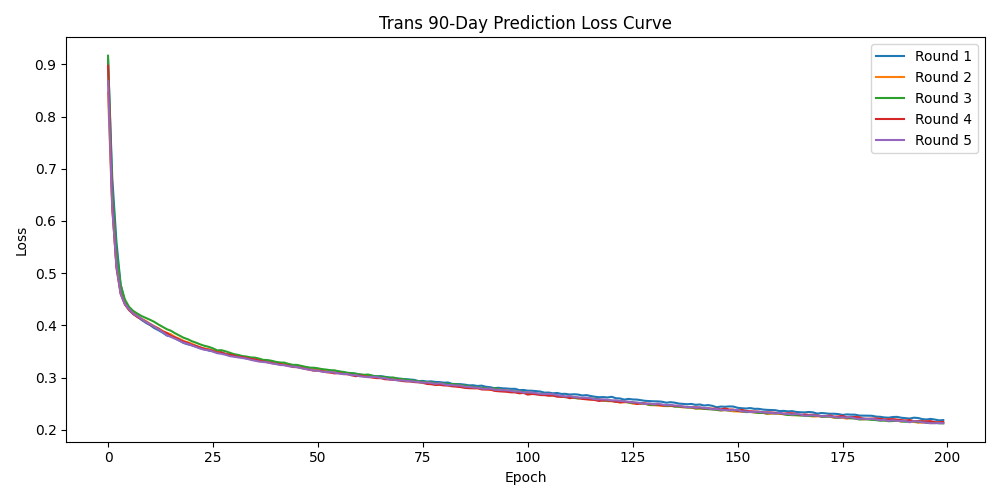 Trans 90-Day Prediction Loss Curve
Loss
0.9
0.8
0.7
0.6
0.5
0.4
0.3
0.2
Round 1
Round 2
Round 3
Round 4
Round 5
0 25 50 75 100 125 150 175 200
Epoch